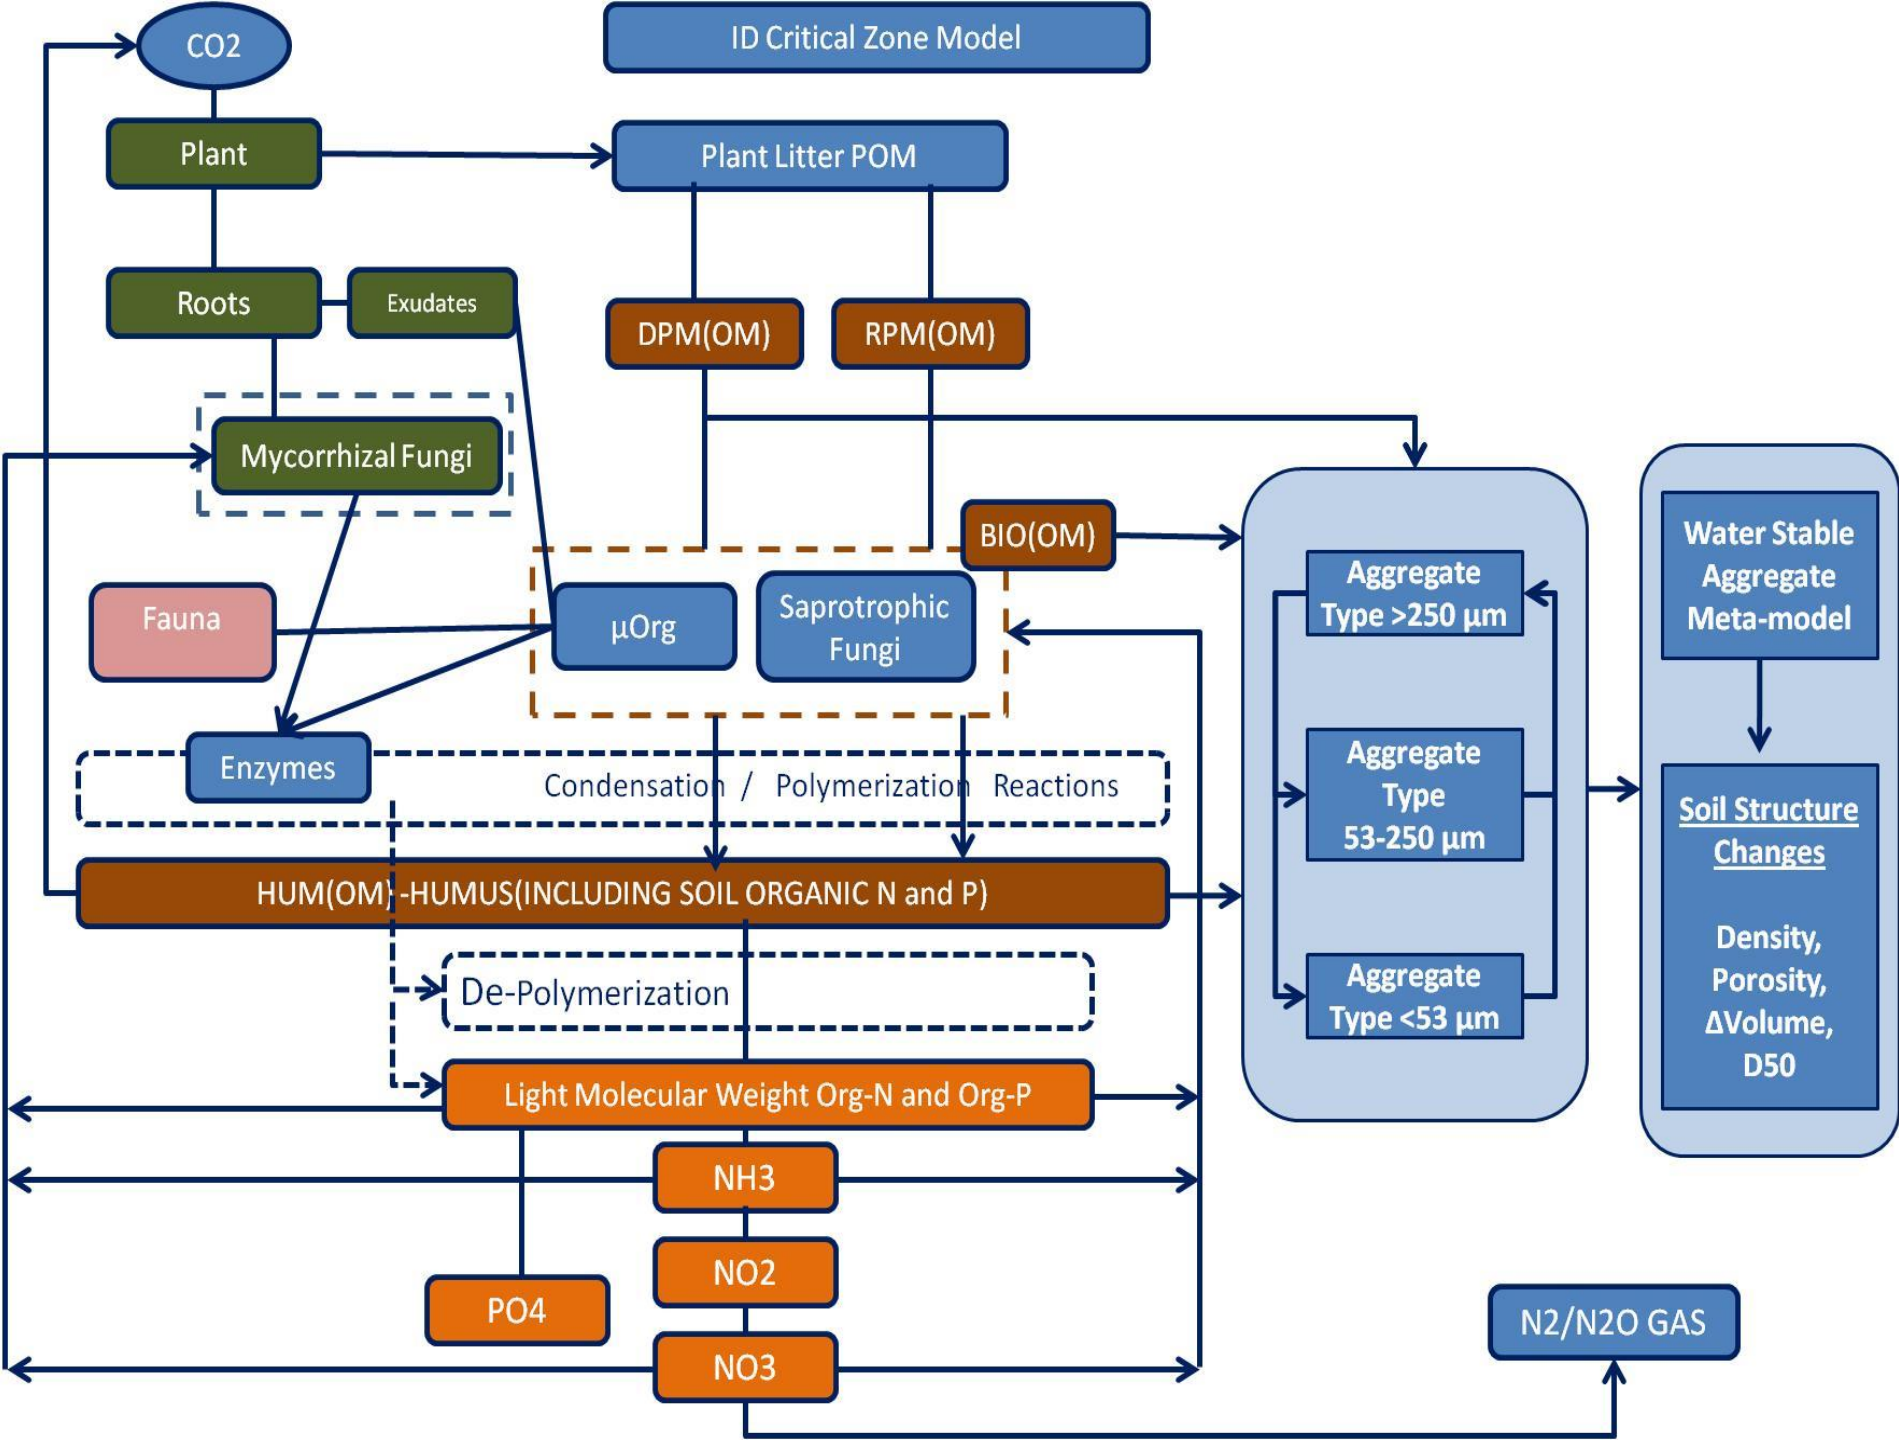 CO2
ID Critical Zone Model
Plant
Plant Litter POM
Roots
Exudates
DPM(OM)
RPM(OM)
Mycorrhizal Fungi
BIO(OM)
Fauna
µOrg
Saprotrophic
Fungi
Enzymes
Condensation / Polymerization Reactions
HUM(OM) -HUMUS(INCLUDING SOIL ORGANIC N and P)
De-Polymerization
Light Molecular Weight Org-N and Org-P
NH3
NO2
PO4
NO3
Aggregate
Type >250 µm
Aggregate
Type
53-250 µm
Aggregate
Type <53 µm
Water Stable
Aggregate
Meta-model
Soil Structure
Changes
Density,
Porosity,
ΔVolume,
D50
N2/N2O GAS